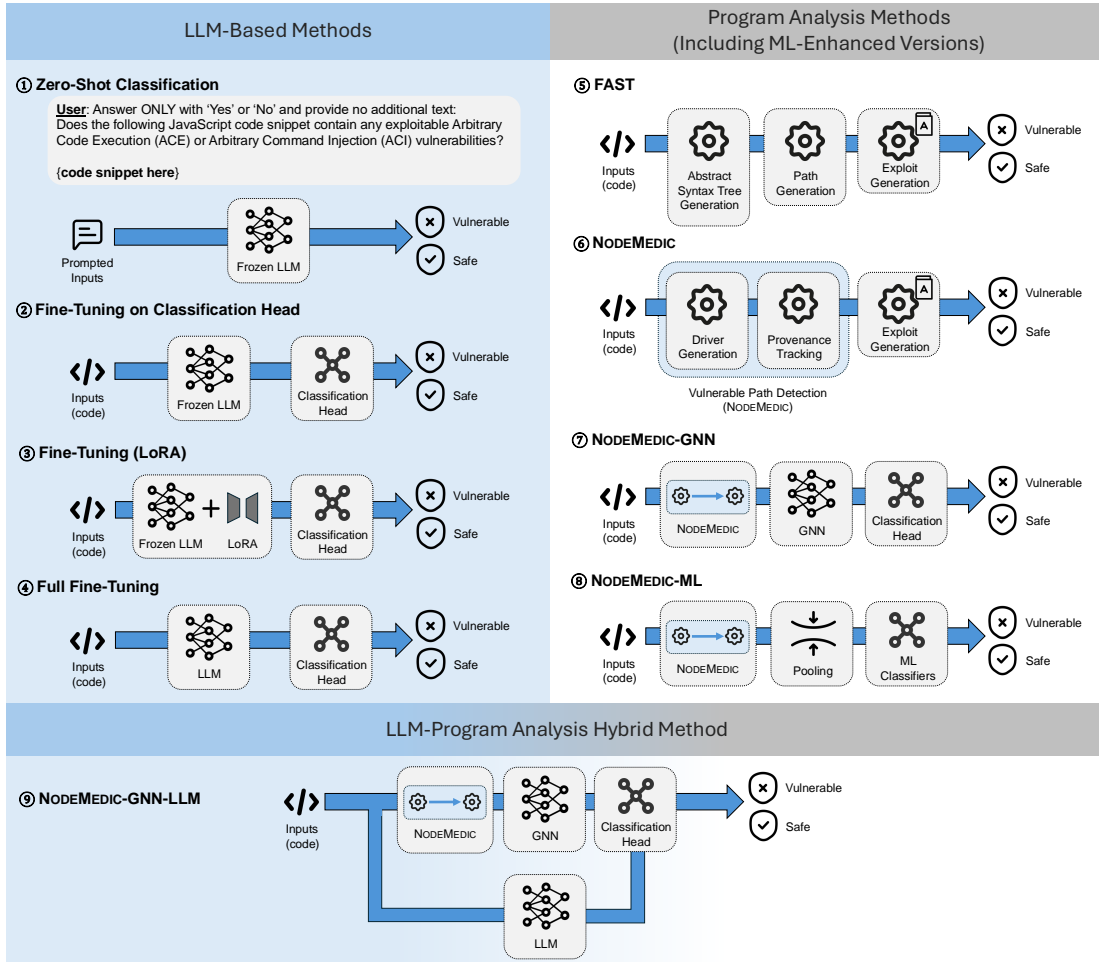 LLM-Based Methods
Program Analysis Methods
(Including ML-Enhanced Versions)
① Zero-Shot Classification
User: Answer ONLY with ‘Yes’ or ‘No’ and provide no additional text:
Does the following JavaScript code snippet contain any exploitable Arbitrary
Code Execution (ACE) or Arbitrary Command Injection (ACI) vulnerabilities?
{code snippet here}
Prompted
Inputs
Frozen LLM
Vulnerable
Safe
② Fine-Tuning on Classification Head
Inputs
(code)
Frozen LLM
Classification
Head
Vulnerable
Safe
③ Fine-Tuning (LoRA)
Inputs
(code)
Frozen LLM
+
LoRA
Classification
Head
Vulnerable
Safe
④ Full Fine-Tuning
Inputs
(code)
LLM
Classification
Head
Vulnerable
Safe
⑤ FAST
Inputs
(code)
Abstract
Syntax Tree
Generation
Path
Generation
A
Exploit
Generation
Vulnerable
Safe
⑥ NODEMEDIC
Inputs
(code)
Driver
Generation
Provenance
Tracking
A
Exploit
Generation
Vulnerable
Safe
Vulnerable Path Detection
(NODEMEDIC)
⑦ NODEMEDIC-GNN
Inputs
(code)
NODEMEDIC
GNN
Classification
Head
Vulnerable
Safe
⑧ NODEMEDIC-ML
Inputs
(code)
NODEMEDIC
Pooling
ML
Classifiers
Vulnerable
Safe
LLM-Program Analysis Hybrid Method
⑨ NODEMEDIC-GNN-LLM
Inputs
(code)
NODEMEDIC
GNN
Classification
Head
Vulnerable
Safe
LLM